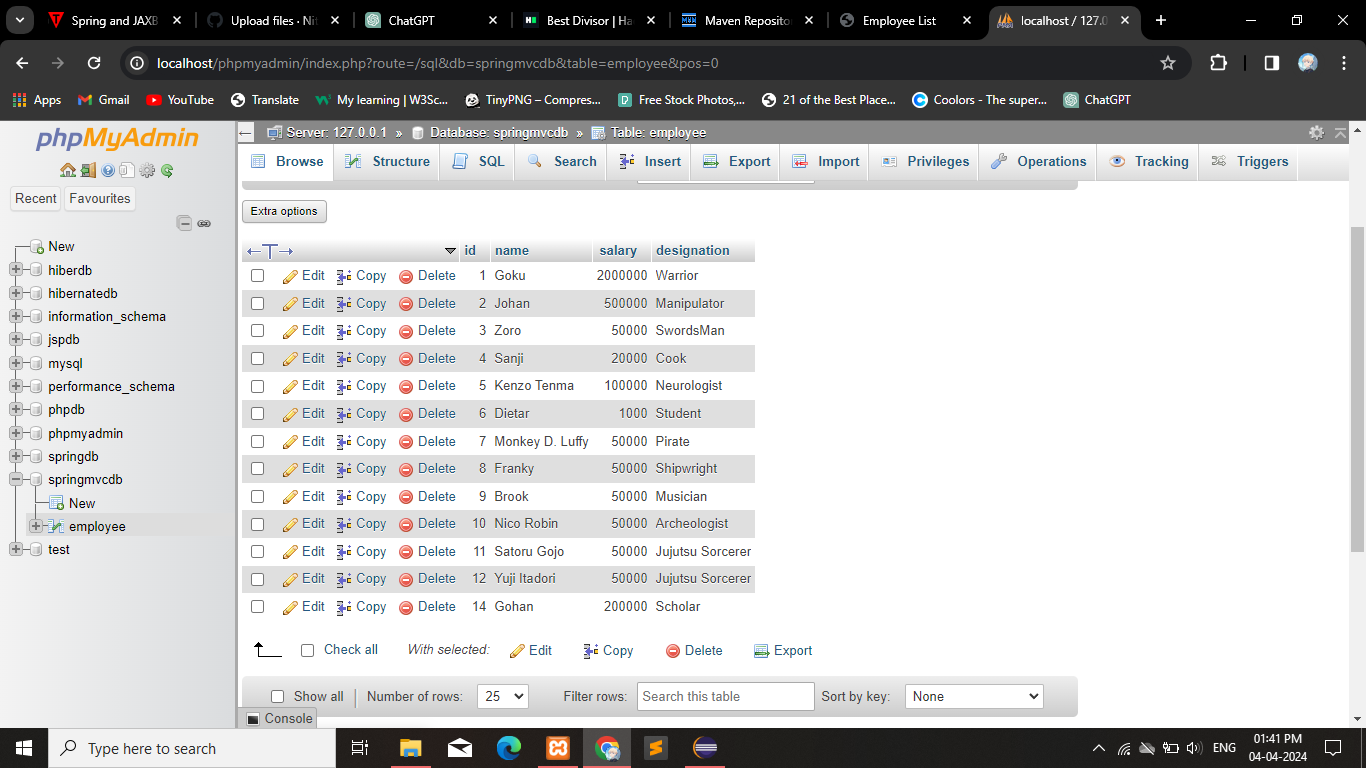 Spring and JAXB
Upload files · Nit
ChatGPT
Best Divisor | Ha
Maven Reposito
Employee List
localhost / 127.0
localhost/phpmyadmin/index.php?route=/sql&db=springmvcdb&table=employee&pos=0
Apps
Gmail
YouTube
Translate
My learning | W3Sc...
TinyPNG – Compres...
Free Stock Photos,...
21 of the Best Place...
Coolors - The super...
ChatGPT
phpMyAdmin
Recent
Favourites
New
hiberdb
hibernatedb
information_schema
jspdb
mysql
performance_schema
phpdb
phpmyadmin
springdb
springmvcdb
New
employee
test
Server: 127.0.0.1 » Database: springmvcdb » Table: employee
Browse Structure SQL Search Insert Export Import Privileges Operations Tracking Triggers
Extra options
id name salary designation
Edit Copy Delete 1 Goku 2000000 Warrior
Edit Copy Delete 2 Johan 500000 Manipulator
Edit Copy Delete 3 Zoro 50000 SwordsMan
Edit Copy Delete 4 Sanji 20000 Cook
Edit Copy Delete 5 Kenzo Tenma 100000 Neurologist
Edit Copy Delete 6 Dietar 1000 Student
Edit Copy Delete 7 Monkey D. Luffy 50000 Pirate
Edit Copy Delete 8 Franky 50000 Shipwright
Edit Copy Delete 9 Brook 50000 Musician
Edit Copy Delete 10 Nico Robin 50000 Archeologist
Edit Copy Delete 11 Satoru Gojo 50000 Jujutsu Sorcerer
Edit Copy Delete 12 Yuji Itadori 50000 Jujutsu Sorcerer
Edit Copy Delete 14 Gohan 200000 Scholar
Check all With selected: Edit Copy Delete Export
Show all Number of rows: 25 Filter rows: Search this table Sort by key: None
Console
Type here to search
ENG
01:41 PM
04-04-2024